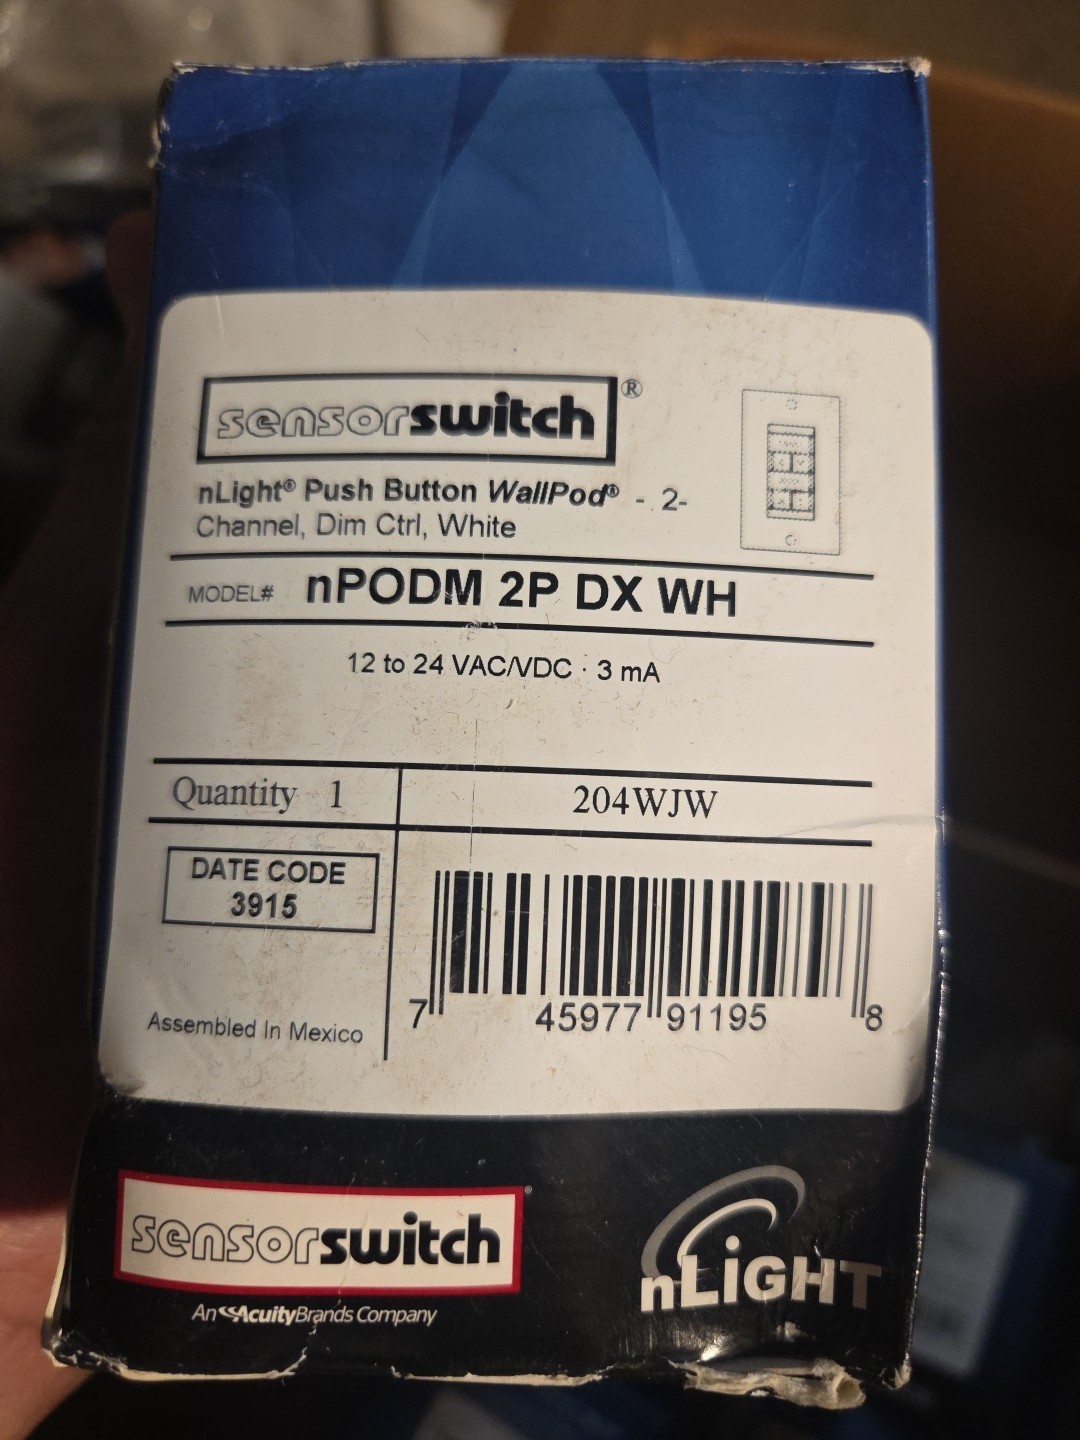 sensorswitch®
nLight® Push Button WallPod® - 2-
Channel, Dim Ctrl, White
MODEL# nPODM 2P DX WH
12 to 24 VAC/VDC · 3 mA
Quantity 1
204WJW
DATE CODE
3915
Assembled In Mexico
7 45977 91195 8
sensorswitch®
An AcuityBrands Company
nLIGHT